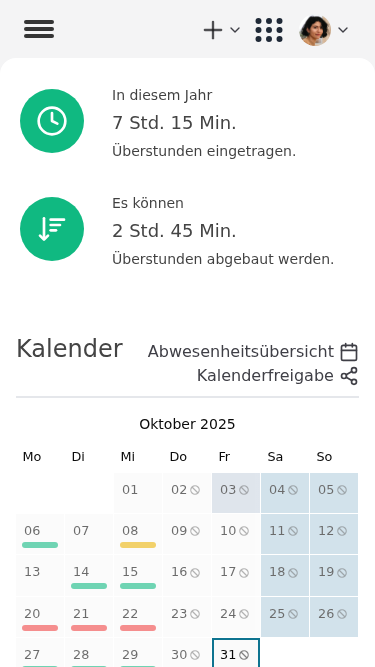 In diesem Jahr
7 Std. 15 Min.
Überstunden eingetragen.
Es können
2 Std. 45 Min.
Überstunden abgebaut werden.
Kalender
Abwesenheitsübersicht
Kalenderfreigabe
Oktober 2025
Mo Di Mi Do Fr Sa So
01 02 03 04 05
06 07 08 09 10 11 12
13 14 15 16 17 18 19
20 21 22 23 24 25 26
27 28 29 30 31